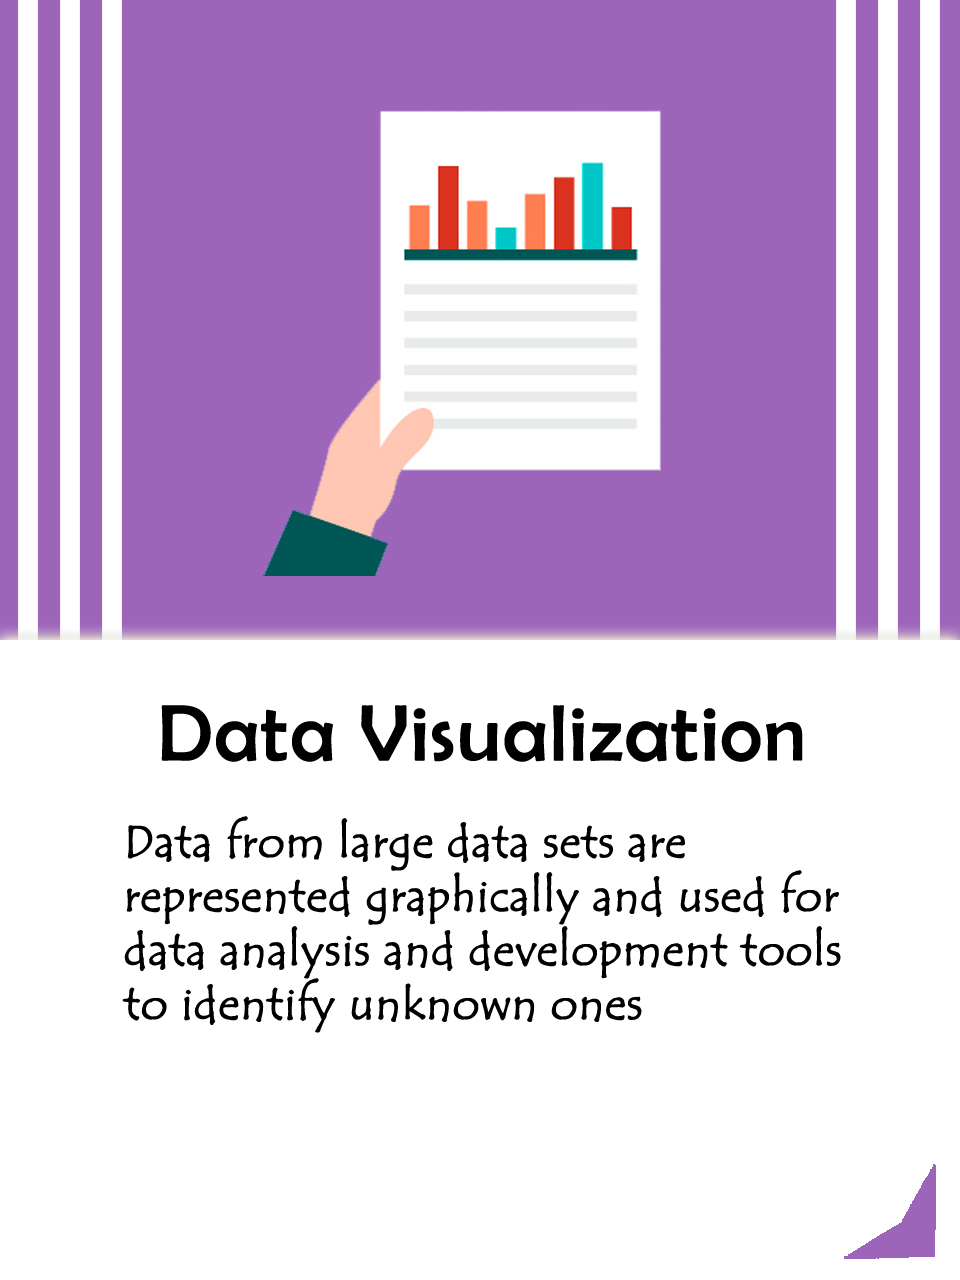 Data Visualization
Data from large data sets are
represented graphically and used for
data analysis and development tools
to identify unknown ones